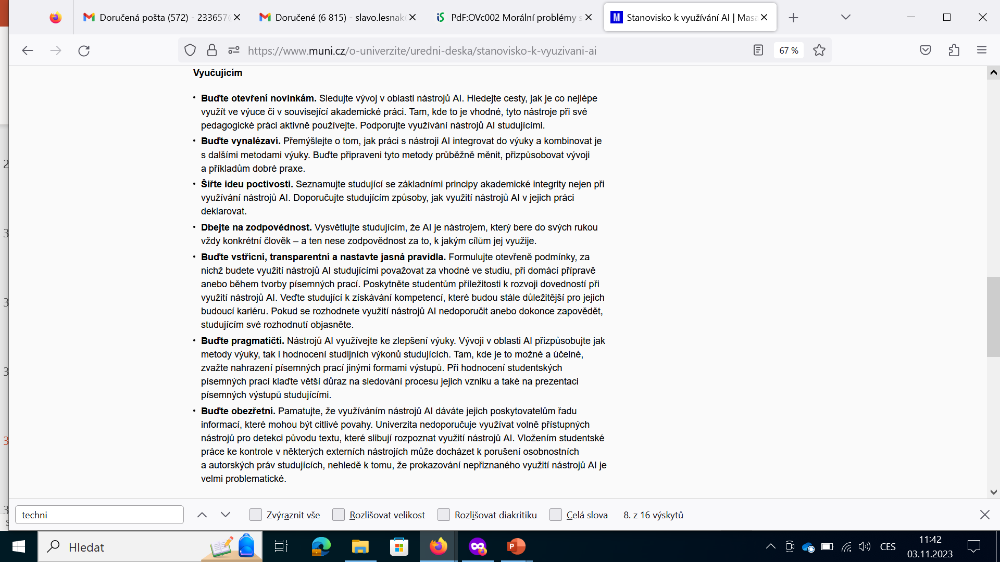 Doručená pošta (572) - 233657
Doručené (6 815) - slavo.lesnak
PdF:OVc002 Morální problémy s
Stanovisko k využívání AI | Masa
https://www.muni.cz/o-univerzite/uredni-deska/stanovisko-k-vyuzivani-ai
67 %
Vyučujícím
• Buďte otevření novinkám. Sledujte vývoj v oblasti nástrojů AI. Hledejte cesty, jak je co nejlépe
využít ve výuce či v související akademické práci. Tam, kde to je vhodné, tyto nástroje při své
pedagogické práci aktivně používejte. Podporujte využívání nástrojů AI studujícími.
• Buďte vynalézaví. Přemýšlejte o tom, jak práci s nástroji AI integrovat do výuky a kombinovat je
s dalšími metodami výuky. Buďte připraveni tyto metody průběžně měnit, přizpůsobovat vývoji
a příkladům dobré praxe.
• Šiřte ideu poctivosti. Seznamujte studující se základními principy akademické integrity nejen při
využívání nástrojů AI. Doporučujte studujícím způsoby, jak využití nástrojů AI v jejich práci
deklarovat.
• Dbejte na zodpovědnost. Vysvětlujte studujícím, že AI je nástrojem, který bere do svých rukou
vždy konkrétní člověk – a ten nese zodpovědnost za to, k jakým cílům jej využije.
• Buďte vstřícní, transparentní a nastavte jasná pravidla. Formulujte otevřeně podmínky, za
nichž budete využití nástrojů AI studujícími považovat za vhodné ve studiu, při domácí přípravě
anebo během tvorby písemných prací. Poskytněte studentům příležitosti k rozvoji dovedností při
využití nástrojů AI. Veďte studující k získávání kompetencí, které budou stále důležitější pro jejich
budoucí kariéru. Pokud se rozhodnete využití nástrojů AI nedoporučit anebo dokonce zapovědět,
studujícím své rozhodnutí objasněte.
• Buďte pragmatičtí. Nástrojů AI využívejte ke zlepšení výuky. Vývoji v oblasti AI přizpůsobujte jak
metody výuky, tak i hodnocení studijních výkonů studujících. Tam, kde je to možné a účelné,
zvažte nahrazení písemných prací jinými formami výstupů. Při hodnocení studentských
písemných prací klaďte větší důraz na sledování procesu jejich vzniku a také na prezentaci
písemných výstupů studujícími.
• Buďte obezřetní. Pamatujte, že využíváním nástrojů AI dáváte jejich poskytovatelům řadu
informací, které mohou být citlivé povahy. Univerzita nedoporučuje využívat volně přístupných
nástrojů pro detekci původu textu, které slibují rozpoznat využití nástrojů AI. Vložením studentské
práce ke kontrole v některých externích nástrojích může docházet k porušení osobnostních
a autorských práv studujících, nehledě k tomu, že prokazování nepřiznaného využití nástrojů AI je
velmi problematické.
techni
Zvýraznit vše
Rozlišovat velikost
Rozlišovat diakritiku
Celá slova
8. z 16 výskytů
Hledat
CES
11:42
03.11.2023